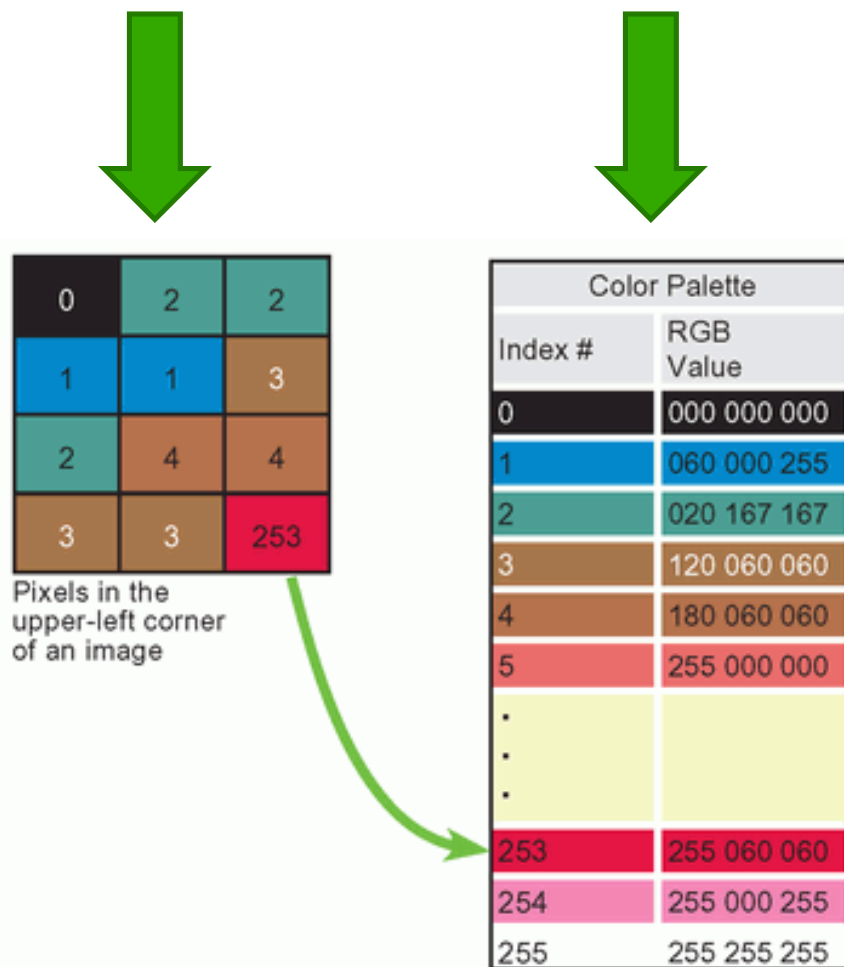 0 2 2
1 1 3
2 4 4
3 3 253
Pixels in the
upper-left corner
of an image
Color Palette
Index # RGB Value
0 000 000 000
1 060 000 255
2 020 167 167
3 120 060 060
4 180 060 060
5 255 000 000
.
.
.
253 255 060 060
254 255 000 255
255 255 255 255